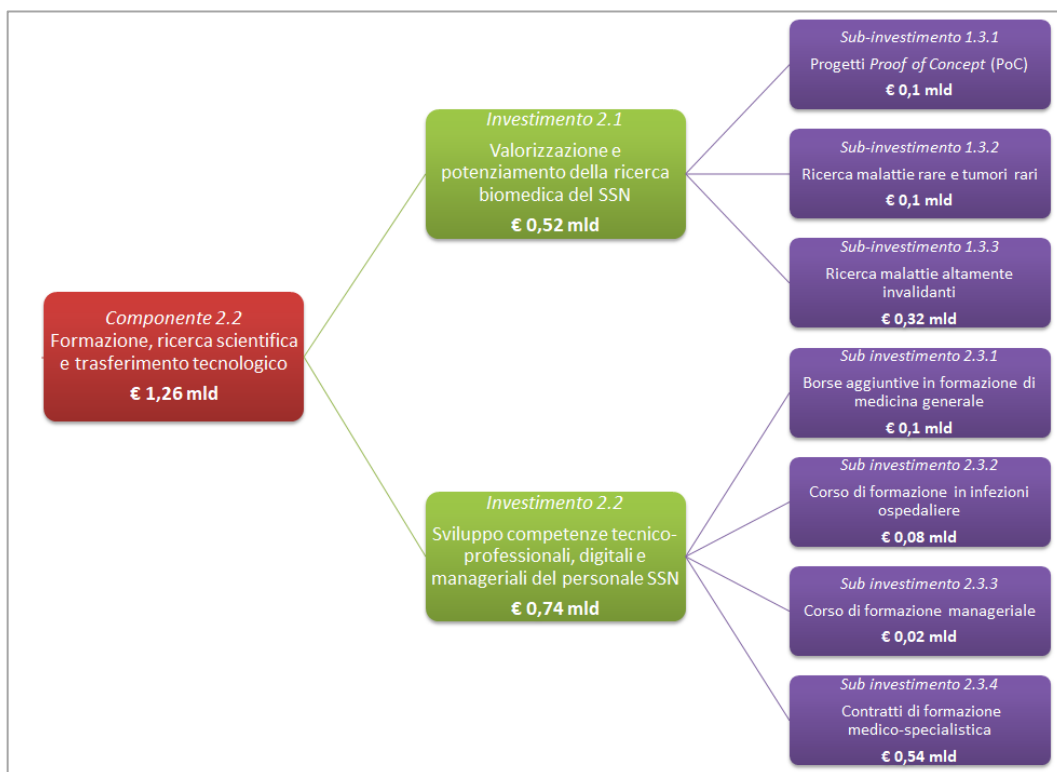 Componente 2.2
Formazione, ricerca scientifica
e trasferimento tecnologico
€ 1,26 mld
Investimento 2.1
Valorizzazione e
potenziamento della ricerca
biomedica del SSN
€ 0,52 mld
Sub-investimento 1.3.1
Progetti Proof of Concept (PoC)
€ 0,1 mld
Sub-investimento 1.3.2
Ricerca malattie rare e tumori rari
€ 0,1 mld
Sub-investimento 1.3.3
Ricerca malattie altamente
invalidanti
€ 0,32 mld
Investimento 2.2
Sviluppo competenze tecnico-
professionali, digitali e
manageriali del personale SSN
€ 0,74 mld
Sub investimento 2.3.1
Borse aggiuntive in formazione di
medicina generale
€ 0,1 mld
Sub investimento 2.3.2
Corso di formazione in infezioni
ospedaliere
€ 0,08 mld
Sub investimento 2.3.3
Corso di formazione manageriale
€ 0,02 mld
Sub investimento 2.3.4
Contratti di formazione
medico-specialistica
€ 0,54 mld